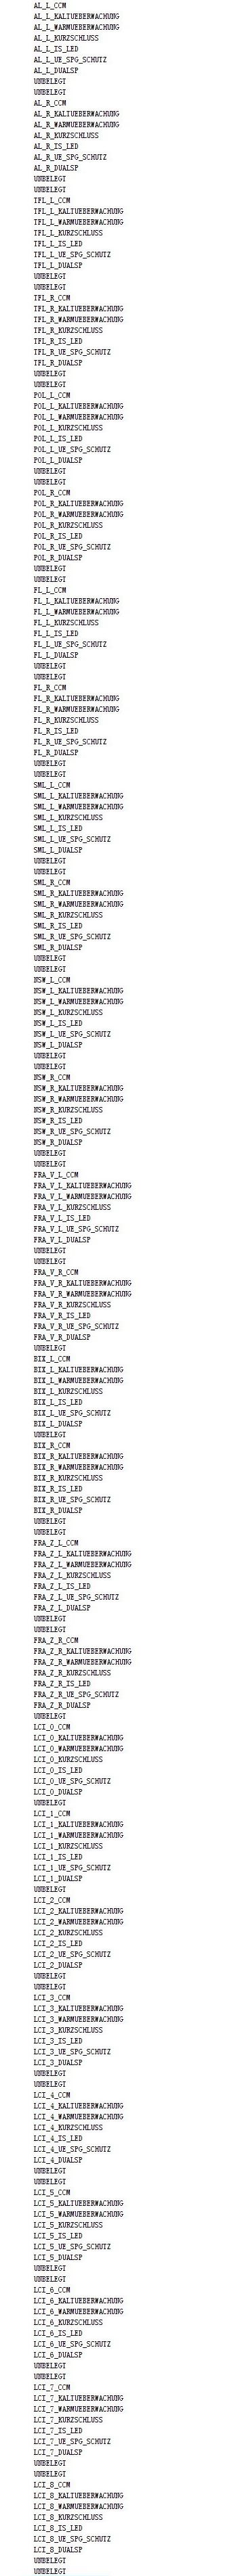 AL_L_CCM
AL_L_KALTUEBERWACHUNG
AL_L_WARMUEBERWACHUNG
AL_L_KURZSCHLUSS
AL_L_IS_LED
AL_L_UE_SPG_SCHUTZ
AL_L_DUALSP
UNBELEGT
UNBELEGT
AL_R_CCM
AL_R_KALTUEBERWACHUNG
AL_R_WARMUEBERWACHUNG
AL_R_KURZSCHLUSS
AL_R_IS_LED
AL_R_UE_SPG_SCHUTZ
AL_R_DUALSP
UNBELEGT
UNBELEGT
TFL_L_CCM
TFL_L_KALTUEBERWACHUNG
TFL_L_WARMUEBERWACHUNG
TFL_L_KURZSCHLUSS
TFL_L_IS_LED
TFL_L_UE_SPG_SCHUTZ
TFL_L_DUALSP
UNBELEGT
UNBELEGT
TFL_R_CCM
TFL_R_KALTUEBERWACHUNG
TFL_R_WARMUEBERWACHUNG
TFL_R_KURZSCHLUSS
TFL_R_IS_LED
TFL_R_UE_SPG_SCHUTZ
TFL_R_DUALSP
UNBELEGT
UNBELEGT
POL_L_CCM
POL_L_KALTUEBERWACHUNG
POL_L_WARMUEBERWACHUNG
POL_L_KURZSCHLUSS
POL_L_IS_LED
POL_L_UE_SPG_SCHUTZ
POL_L_DUALSP
UNBELEGT
UNBELEGT
POL_R_CCM
POL_R_KALTUEBERWACHUNG
POL_R_WARMUEBERWACHUNG
POL_R_KURZSCHLUSS
POL_R_IS_LED
POL_R_UE_SPG_SCHUTZ
POL_R_DUALSP
UNBELEGT
UNBELEGT
FL_L_CCM
FL_L_KALTUEBERWACHUNG
FL_L_WARMUEBERWACHUNG
FL_L_KURZSCHLUSS
FL_L_IS_LED
FL_L_UE_SPG_SCHUTZ
FL_L_DUALSP
UNBELEGT
UNBELEGT
FL_R_CCM
FL_R_KALTUEBERWACHUNG
FL_R_WARMUEBERWACHUNG
FL_R_KURZSCHLUSS
FL_R_IS_LED
FL_R_UE_SPG_SCHUTZ
FL_R_DUALSP
UNBELEGT
UNBELEGT
SML_L_CCM
SML_L_KALTUEBERWACHUNG
SML_L_WARMUEBERWACHUNG
SML_L_KURZSCHLUSS
SML_L_IS_LED
SML_L_UE_SPG_SCHUTZ
SML_L_DUALSP
UNBELEGT
UNBELEGT
SML_R_CCM
SML_R_KALTUEBERWACHUNG
SML_R_WARMUEBERWACHUNG
SML_R_KURZSCHLUSS
SML_R_IS_LED
SML_R_UE_SPG_SCHUTZ
SML_R_DUALSP
UNBELEGT
UNBELEGT
NSW_L_CCM
NSW_L_KALTUEBERWACHUNG
NSW_L_WARMUEBERWACHUNG
NSW_L_KURZSCHLUSS
NSW_L_IS_LED
NSW_L_UE_SPG_SCHUTZ
NSW_L_DUALSP
UNBELEGT
UNBELEGT
NSW_R_CCM
NSW_R_KALTUEBERWACHUNG
NSW_R_WARMUEBERWACHUNG
NSW_R_KURZSCHLUSS
NSW_R_IS_LED
NSW_R_UE_SPG_SCHUTZ
NSW_R_DUALSP
UNBELEGT
UNBELEGT
FRA_V_L_CCM
FRA_V_L_KALTUEBERWACHUNG
FRA_V_L_WARMUEBERWACHUNG
FRA_V_L_KURZSCHLUSS
FRA_V_L_IS_LED
FRA_V_L_UE_SPG_SCHUTZ
FRA_V_L_DUALSP
UNBELEGT
UNBELEGT
FRA_V_R_CCM
FRA_V_R_KALTUEBERWACHUNG
FRA_V_R_WARMUEBERWACHUNG
FRA_V_R_KURZSCHLUSS
FRA_V_R_IS_LED
FRA_V_R_UE_SPG_SCHUTZ
FRA_V_R_DUALSP
UNBELEGT
BIX_L_CCM
BIX_L_KALTUEBERWACHUNG
BIX_L_WARMUEBERWACHUNG
BIX_L_KURZSCHLUSS
BIX_L_IS_LED
BIX_L_UE_SPG_SCHUTZ
BIX_L_DUALSP
UNBELEGT
BIX_R_CCM
BIX_R_KALTUEBERWACHUNG
BIX_R_WARMUEBERWACHUNG
BIX_R_KURZSCHLUSS
BIX_R_IS_LED
BIX_R_UE_SPG_SCHUTZ
BIX_R_DUALSP
UNBELEGT
UNBELEGT
FRA_Z_L_CCM
FRA_Z_L_KALTUEBERWACHUNG
FRA_Z_L_WARMUEBERWACHUNG
FRA_Z_L_KURZSCHLUSS
FRA_Z_L_IS_LED
FRA_Z_L_UE_SPG_SCHUTZ
FRA_Z_L_DUALSP
UNBELEGT
UNBELEGT
FRA_Z_R_CCM
FRA_Z_R_KALTUEBERWACHUNG
FRA_Z_R_WARMUEBERWACHUNG
FRA_Z_R_KURZSCHLUSS
FRA_Z_R_IS_LED
FRA_Z_R_UE_SPG_SCHUTZ
FRA_Z_R_DUALSP
UNBELEGT
LCI_0_CCM
LCI_0_KALTUEBERWACHUNG
LCI_0_WARMUEBERWACHUNG
LCI_0_KURZSCHLUSS
LCI_0_IS_LED
LCI_0_UE_SPG_SCHUTZ
LCI_0_DUALSP
UNBELEGT
LCI_1_CCM
LCI_1_KALTUEBERWACHUNG
LCI_1_WARMUEBERWACHUNG
LCI_1_KURZSCHLUSS
LCI_1_IS_LED
LCI_1_UE_SPG_SCHUTZ
LCI_1_DUALSP
UNBELEGT
LCI_2_CCM
LCI_2_KALTUEBERWACHUNG
LCI_2_WARMUEBERWACHUNG
LCI_2_KURZSCHLUSS
LCI_2_IS_LED
LCI_2_UE_SPG_SCHUTZ
LCI_2_DUALSP
UNBELEGT
UNBELEGT
LCI_3_CCM
LCI_3_KALTUEBERWACHUNG
LCI_3_WARMUEBERWACHUNG
LCI_3_KURZSCHLUSS
LCI_3_IS_LED
LCI_3_UE_SPG_SCHUTZ
LCI_3_DUALSP
UNBELEGT
UNBELEGT
LCI_4_CCM
LCI_4_KALTUEBERWACHUNG
LCI_4_WARMUEBERWACHUNG
LCI_4_KURZSCHLUSS
LCI_4_IS_LED
LCI_4_UE_SPG_SCHUTZ
LCI_4_DUALSP
UNBELEGT
UNBELEGT
LCI_5_CCM
LCI_5_KALTUEBERWACHUNG
LCI_5_WARMUEBERWACHUNG
LCI_5_KURZSCHLUSS
LCI_5_IS_LED
LCI_5_UE_SPG_SCHUTZ
LCI_5_DUALSP
UNBELEGT
UNBELEGT
LCI_6_CCM
LCI_6_KALTUEBERWACHUNG
LCI_6_WARMUEBERWACHUNG
LCI_6_KURZSCHLUSS
LCI_6_IS_LED
LCI_6_UE_SPG_SCHUTZ
LCI_6_DUALSP
UNBELEGT
UNBELEGT
LCI_7_CCM
LCI_7_KALTUEBERWACHUNG
LCI_7_WARMUEBERWACHUNG
LCI_7_KURZSCHLUSS
LCI_7_IS_LED
LCI_7_UE_SPG_SCHUTZ
LCI_7_DUALSP
UNBELEGT
UNBELEGT
LCI_8_CCM
LCI_8_KALTUEBERWACHUNG
LCI_8_WARMUEBERWACHUNG
LCI_8_KURZSCHLUSS
LCI_8_IS_LED
LCI_8_UE_SPG_SCHUTZ
LCI_8_DUALSP
UNBELEGT
UNBELEGT